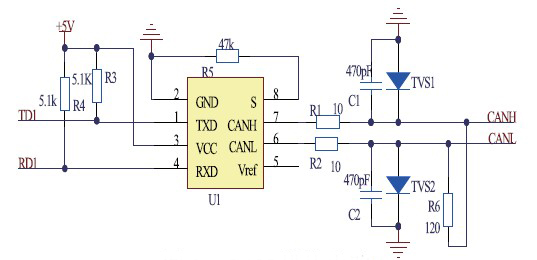 +5V
47k
R5
5.1K R3
5.1k R4
470pF
C1
TVS1
2 GND S 8
TD1 1 TXD CANH 7 R1 10 CANH
3 VCC CANL 6 R2 10 CANL
RD1 4 RXD Vref 5
U1
470pF
C2
TVS2
R6
120